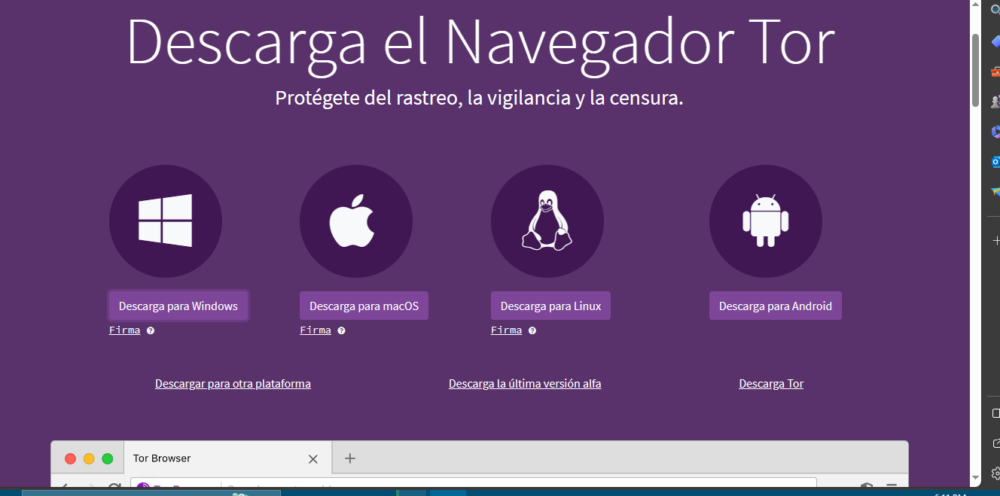 Descarga el Navegador Tor
Protégete del rastreo, la vigilancia y la censura.
Descarga para Windows
Descarga para macOS
Descarga para Linux
Descarga para Android
Firma
Firma
Firma
Descargar para otra plataforma
Descarga la última versión alfa
Descarga Tor
Tor Browser